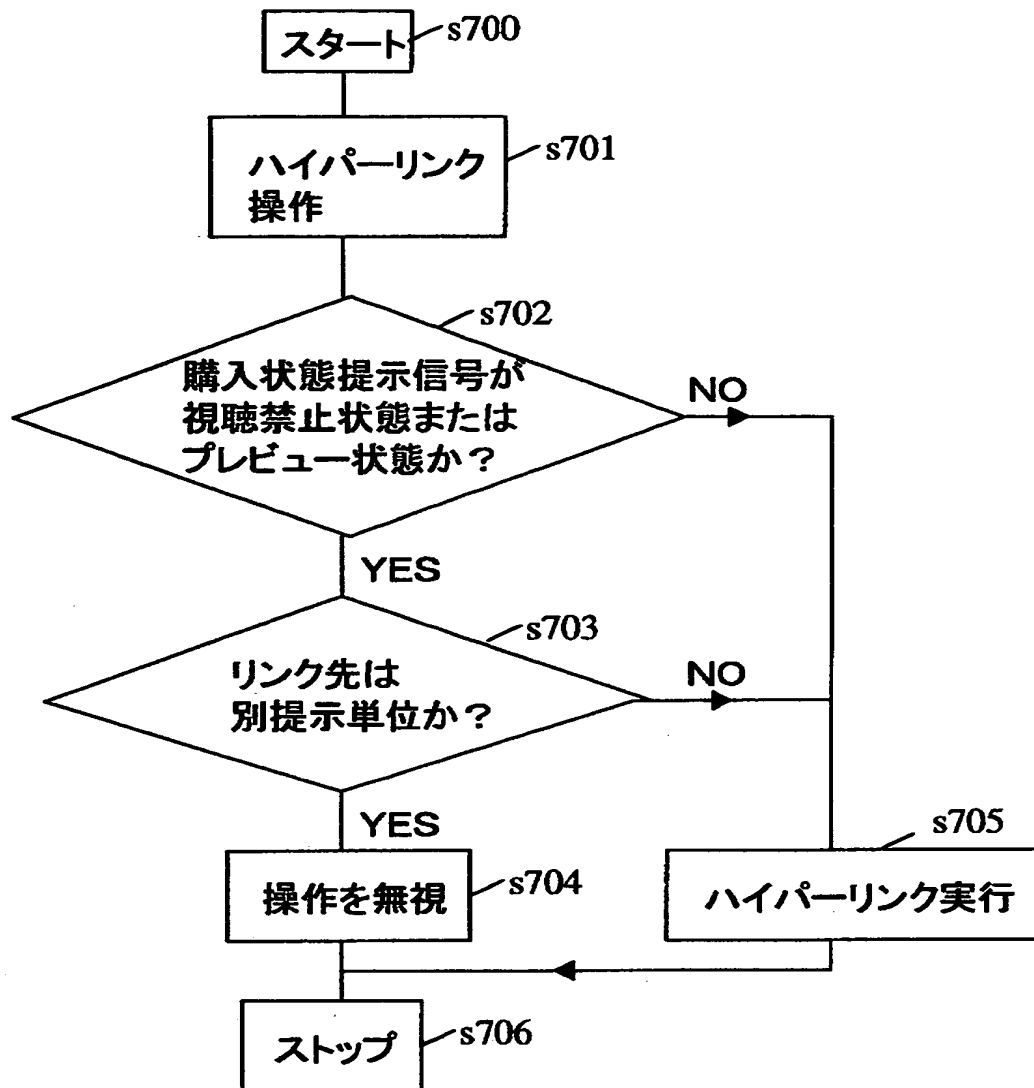 スタート
s700
ハイパーリンク
操作
s701
s702
購入状態提示信号が
視聴禁止状態または
プレビュー状態か?
NO
YES
s703
リンク先は
別提示単位か?
NO
YES
操作を無視
s704
s705
ハイパーリンク実行
ストップ
s706